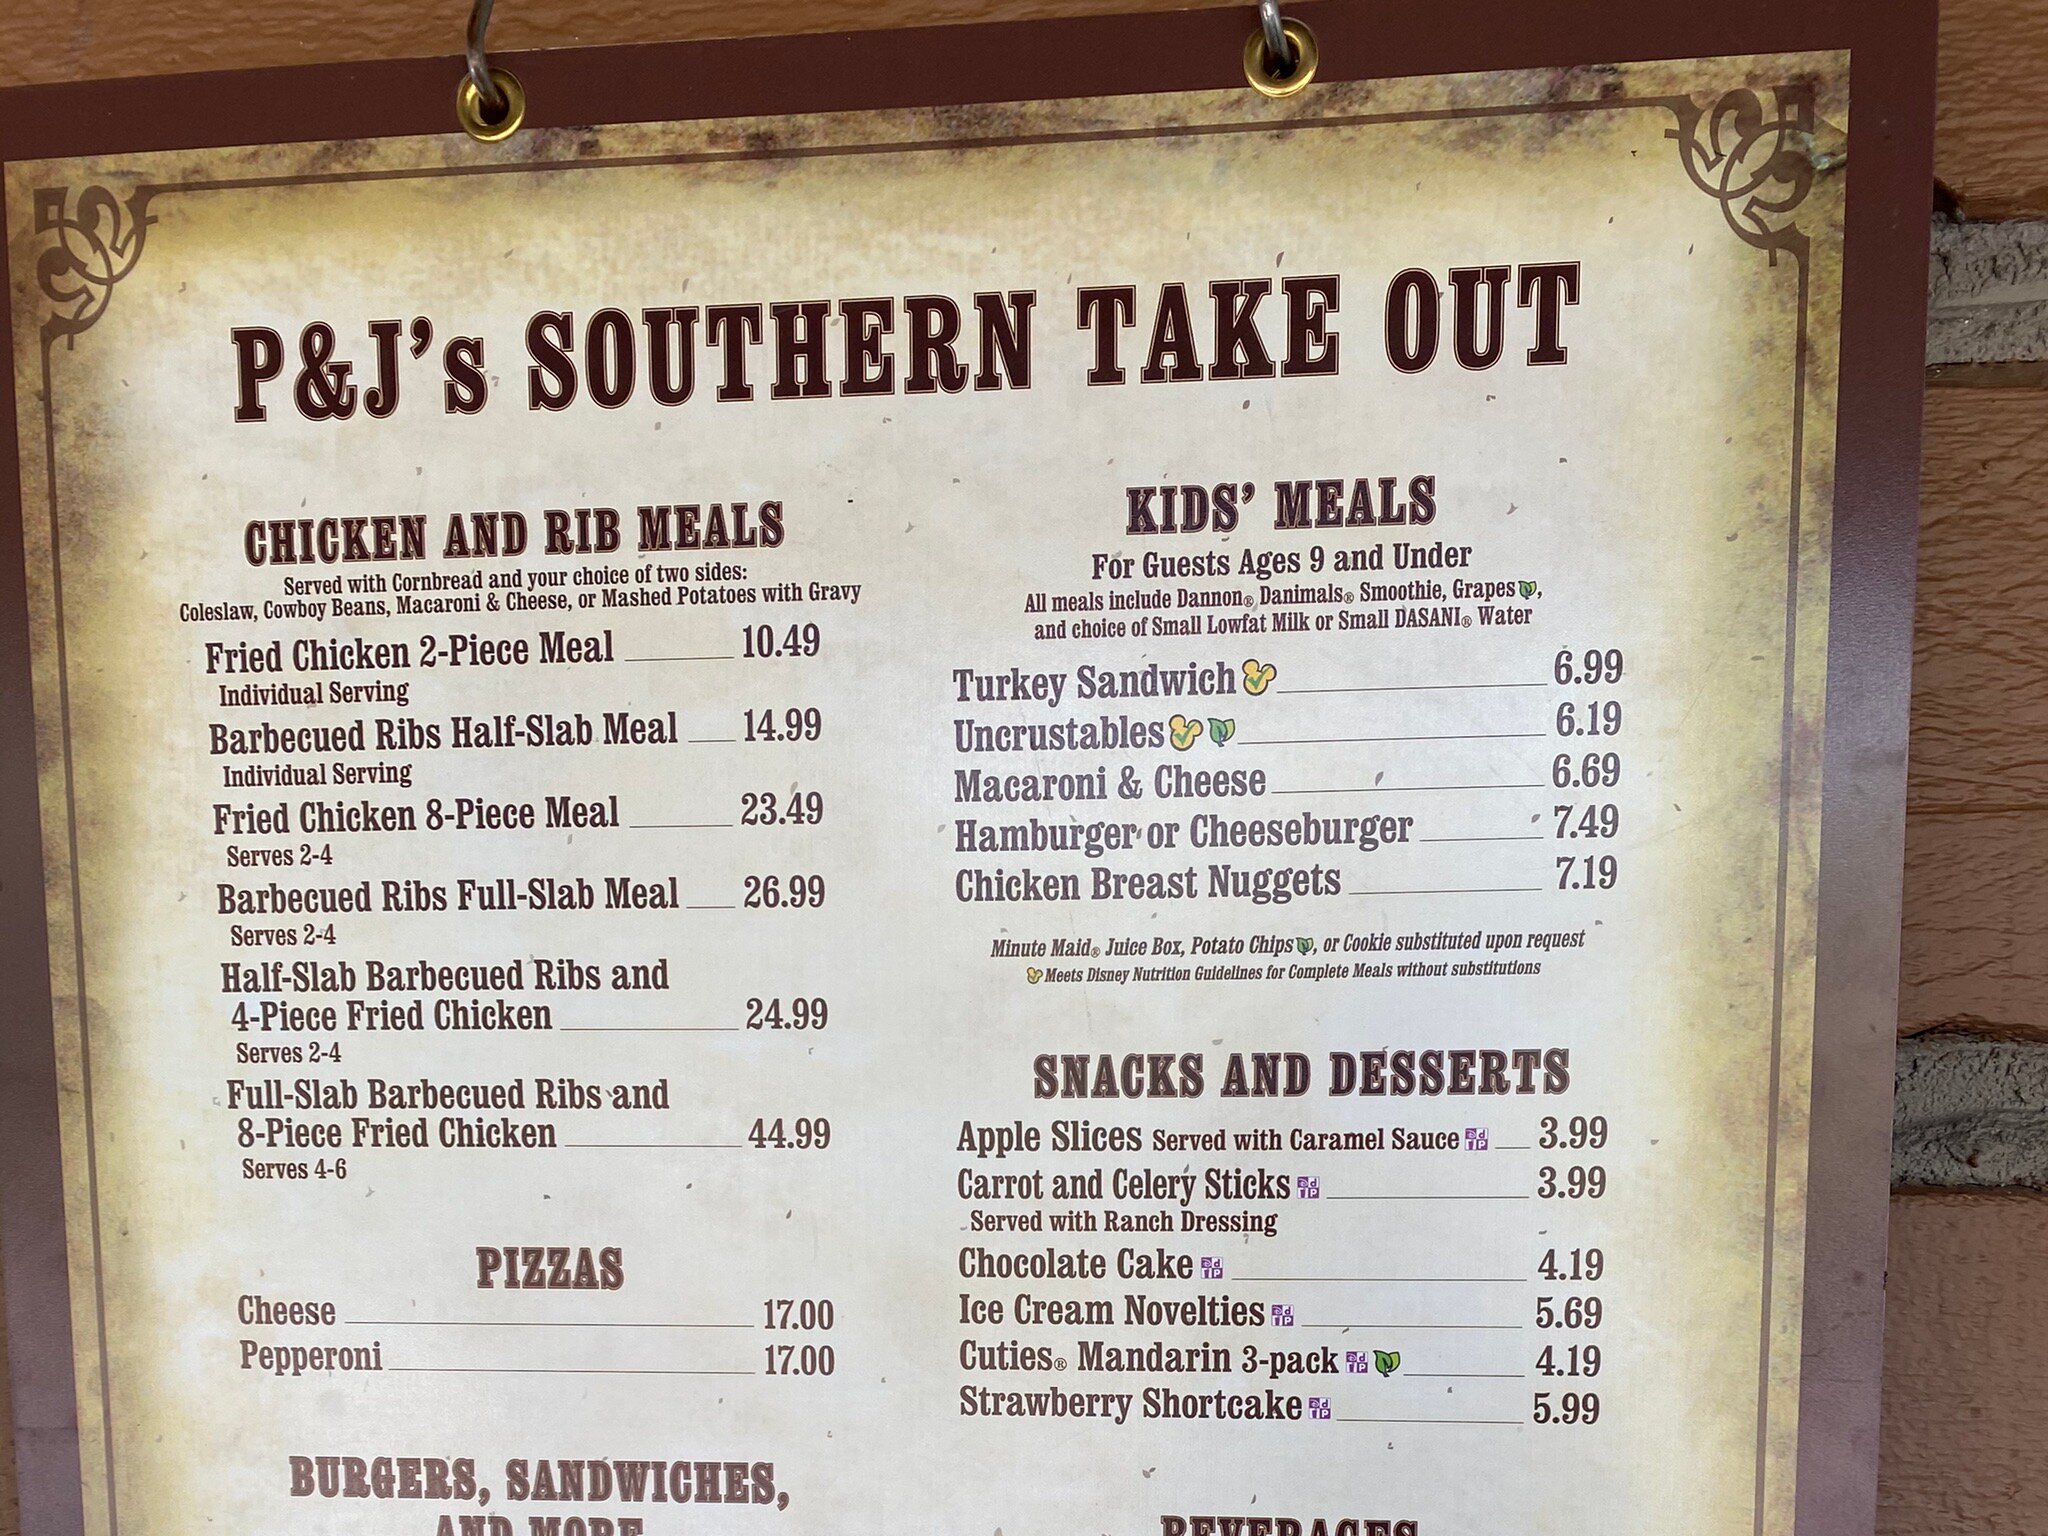 P&J's SOUTHERN TAKE OUT
CHICKEN AND RIB MEALS
Served with Cornbread and your choice of two sides:
Coleslaw, Cowboy Beans, Macaroni & Cheese, or Mashed Potatoes with Gravy
Fried Chicken 2-Piece Meal 10.49
Individual Serving
Barbecued Ribs Half-Slab Meal 14.99
Individual Serving
Fried Chicken 8-Piece Meal 23.49
Serves 2-4
Barbecued Ribs Full-Slab Meal 26.99
Serves 2-4
Half-Slab Barbecued Ribs and
4-Piece Fried Chicken 24.99
Serves 2-4
Full-Slab Barbecued Ribs and
8-Piece Fried Chicken 44.99
Serves 4-6
PIZZAS
Cheese 17.00
Pepperoni 17.00
BURGERS, SANDWICHES,
AND MORE
KIDS' MEALS
For Guests Ages 9 and Under
All meals include Dannon® Danimals® Smoothie, Grapes,
and choice of Small Lowfat Milk or Small DASANI® Water
Turkey Sandwich 6.99
Uncrustables 6.19
Macaroni & Cheese 6.69
Hamburger or Cheeseburger 7.49
Chicken Breast Nuggets 7.19
Minute Maid® Juice Box, Potato Chips, or Cookie substituted upon request
Meets Disney Nutrition Guidelines for Complete Meals without substitutions
SNACKS AND DESSERTS
Apple Slices Served with Caramel Sauce 3.99
Carrot and Celery Sticks 3.99
Served with Ranch Dressing
Chocolate Cake 4.19
Ice Cream Novelties 5.69
Cuties® Mandarin 3-pack 4.19
Strawberry Shortcake 5.99
BEVERAGES